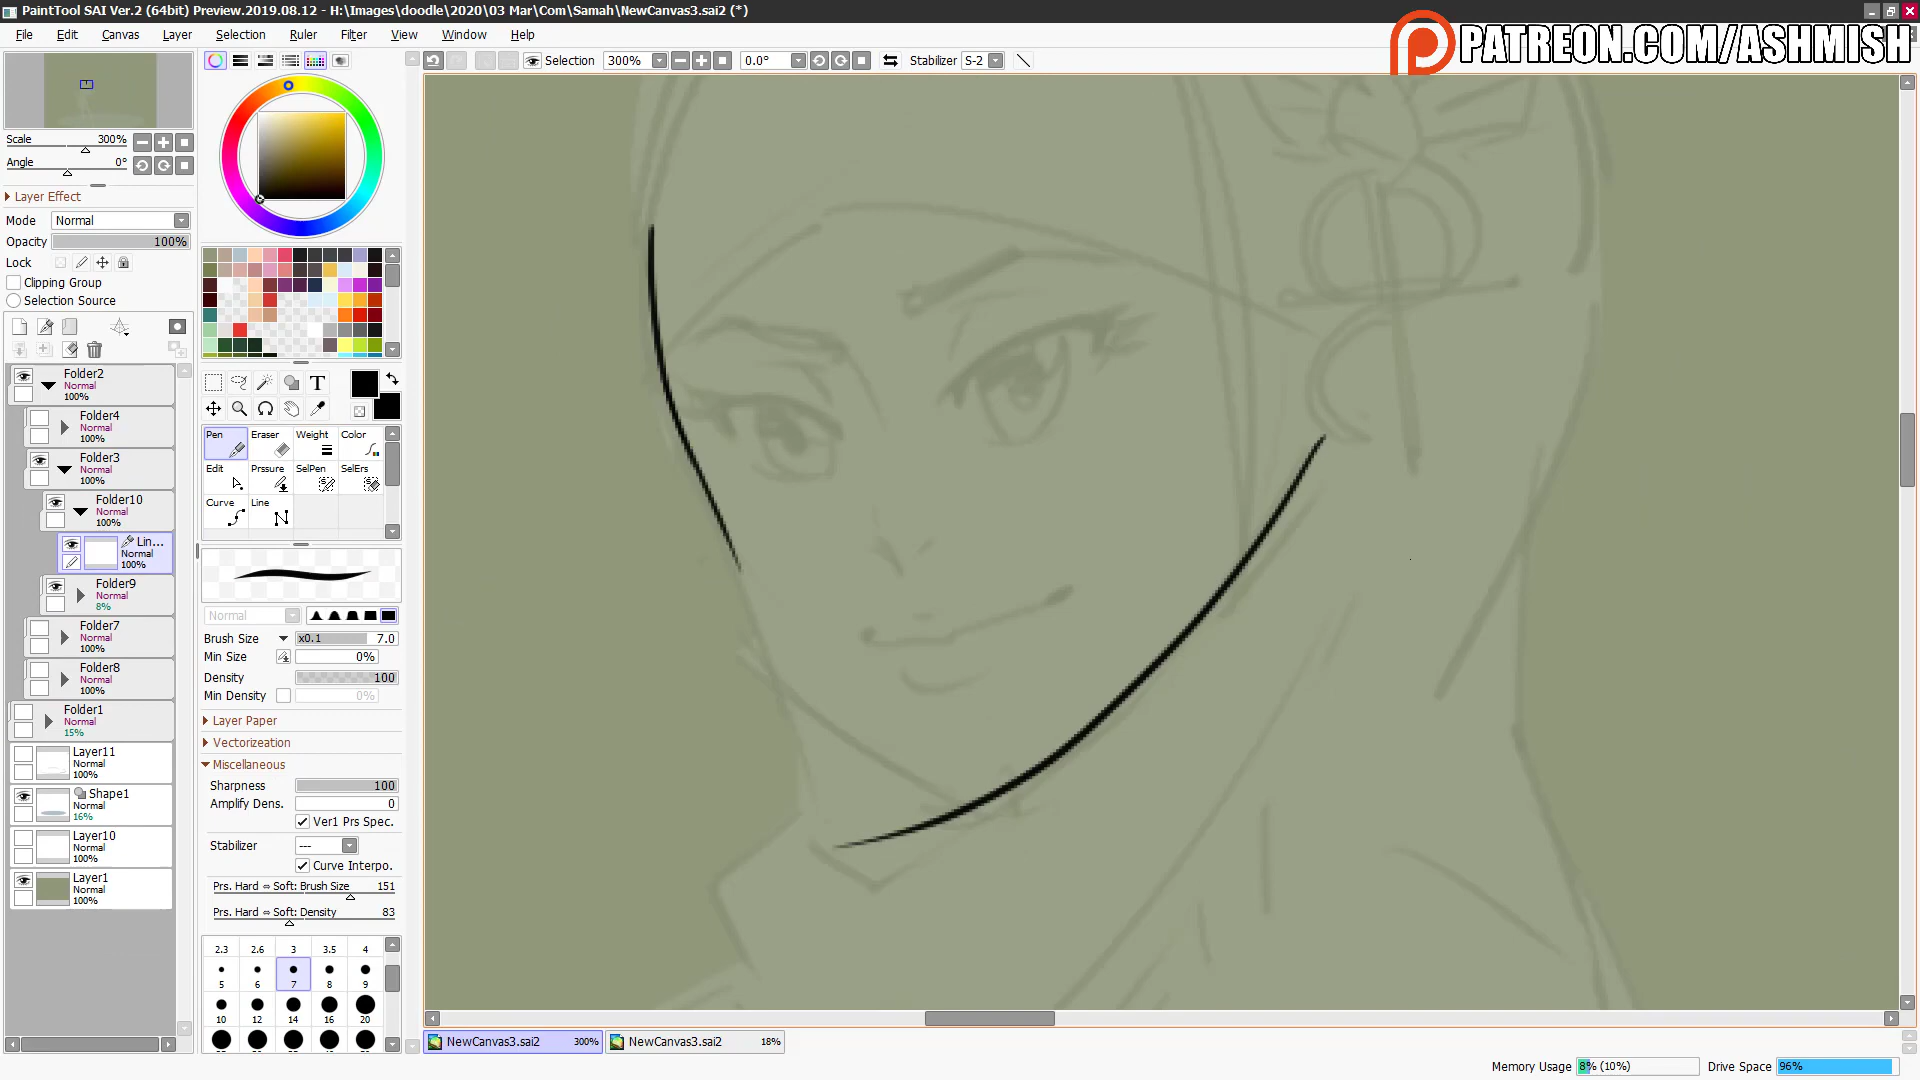 PaintTool SAI Ver.2 (64bit) Preview.2019.08.12 - H:\Images\doodle\2020\03 Mar\Com\Samah\NewCanvas3.sai2 (*)
File Edit Canvas Layer Selection Ruler Filter View Window Help
PATREON.COM/ASHMISH
Selection 300% 0.0° Stabilizer S-2
Scale 300%
Angle 0°
Layer Effect
Mode Normal
Opacity 100%
Lock
Clipping Group
Selection Source
Folder2
Normal
100%
Folder4
Normal
100%
Folder3
Normal
100%
Folder10
Normal
100%
Lin...
Normal
100%
Folder9
Normal
8%
Folder7
Normal
100%
Folder8
Normal
100%
Folder1
Normal
15%
Layer11
Normal
100%
Shape1
Normal
16%
Layer10
Normal
100%
Layer1
Normal
100%
T
Pen Eraser Weight Color
Edit Prssure SelPen SelErs
Curve Line
Normal
Brush Size x0.1 7.0
Min Size 0%
Density 100
Min Density 0%
Layer Paper
Vectorizeation
Miscellaneous
Sharpness 100
Amplify Dens. 0
Ver1 Prs Spec.
Stabilizer ---
Curve Interpo.
Prs. Hard ⇔ Soft: Brush Size 151
Prs. Hard ⇔ Soft: Density 83
2.3 2.6 3 3.5 4
5 6 7 8 9
10 12 14 16 20
NewCanvas3.sai2 300% NewCanvas3.sai2 18%
Memory Usage 8% (10%) Drive Space 96%